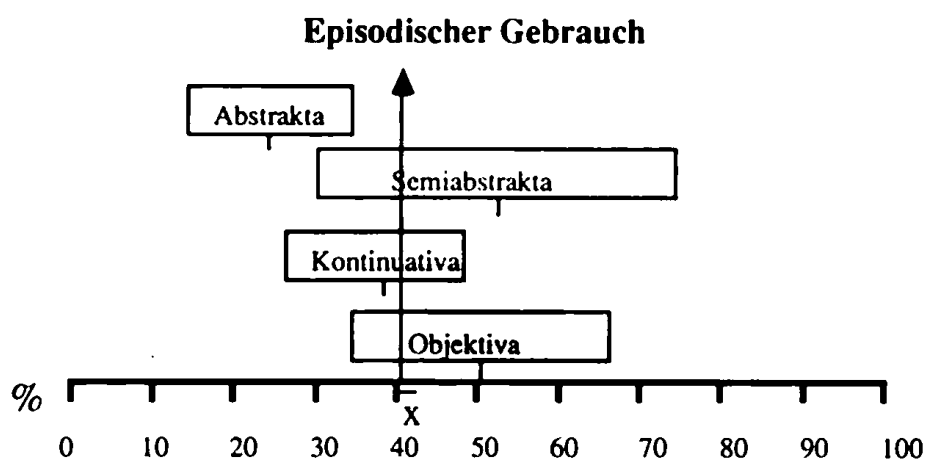 Episodischer Gebrauch
Abstrakta
Semiabstrakta
Kontinuativa
Objektiva
%
X̄
0 10 20 30 40 50 60 70 80 90 100